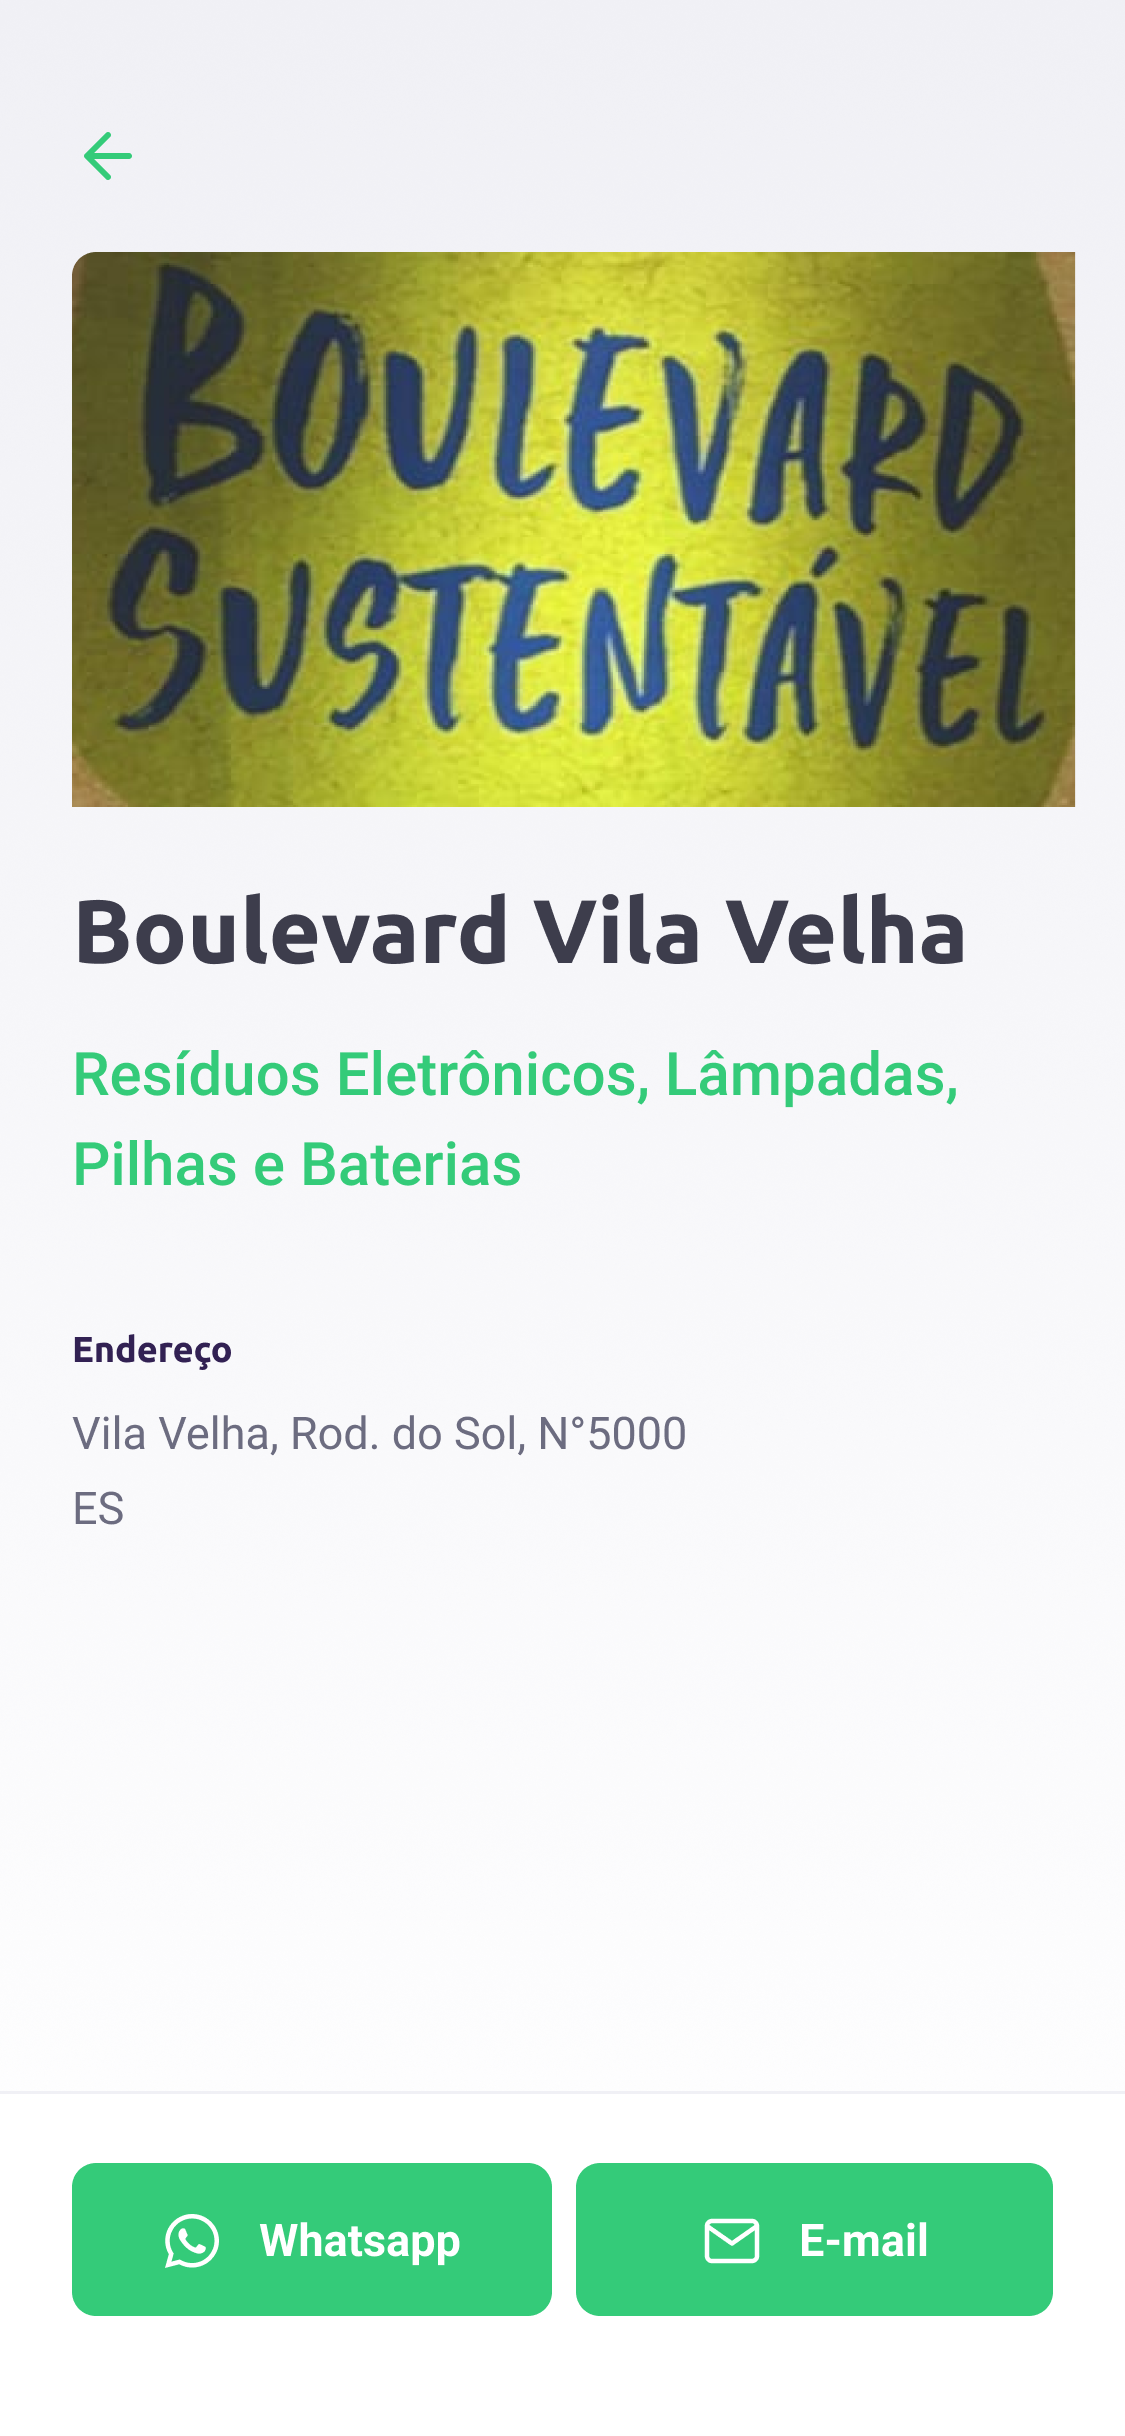 BOULEVARD
SUSTENTÁVEL
Boulevard Vila Velha
Resíduos Eletrônicos, Lâmpadas,
Pilhas e Baterias
Endereço
Vila Velha, Rod. do Sol, N°5000
ES
Whatsapp
E-mail